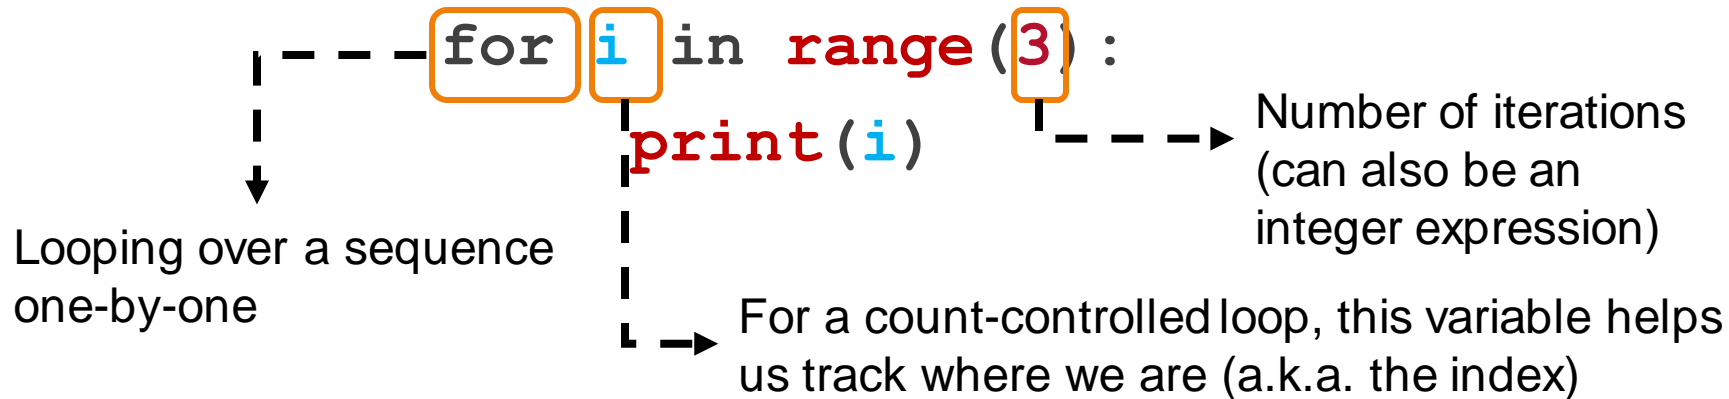 for i in range(3):
print(i)
Number of iterations
(can also be an
integer expression)
Looping over a sequence
one-by-one
For a count-controlled loop, this variable helps
us track where we are (a.k.a. the index)